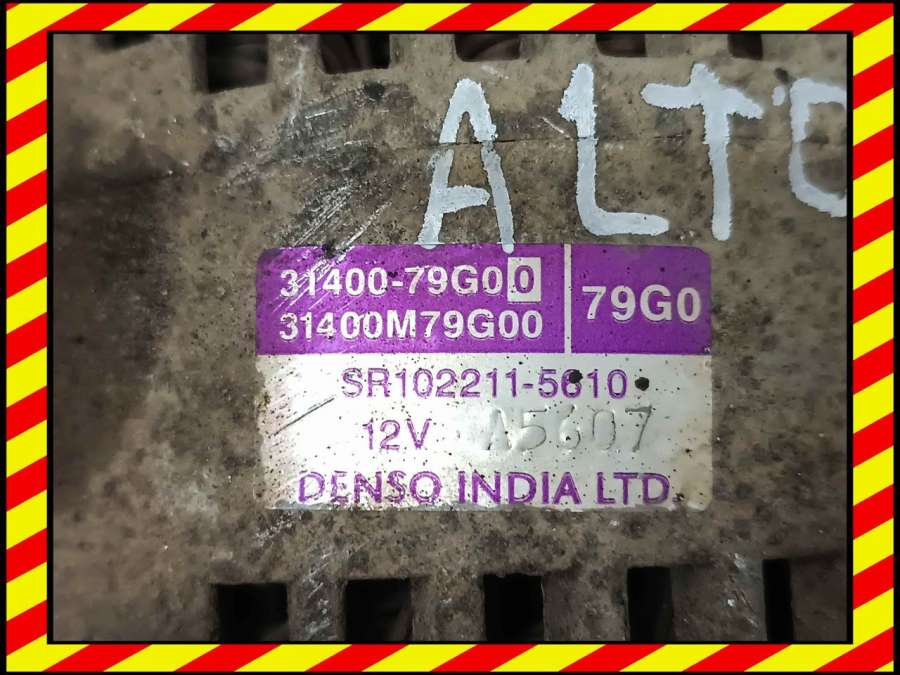 ALTO
31400-79G00
31400M79G00
79G0
SR102211-5610
12V A5607
DENSO INDIA LTD